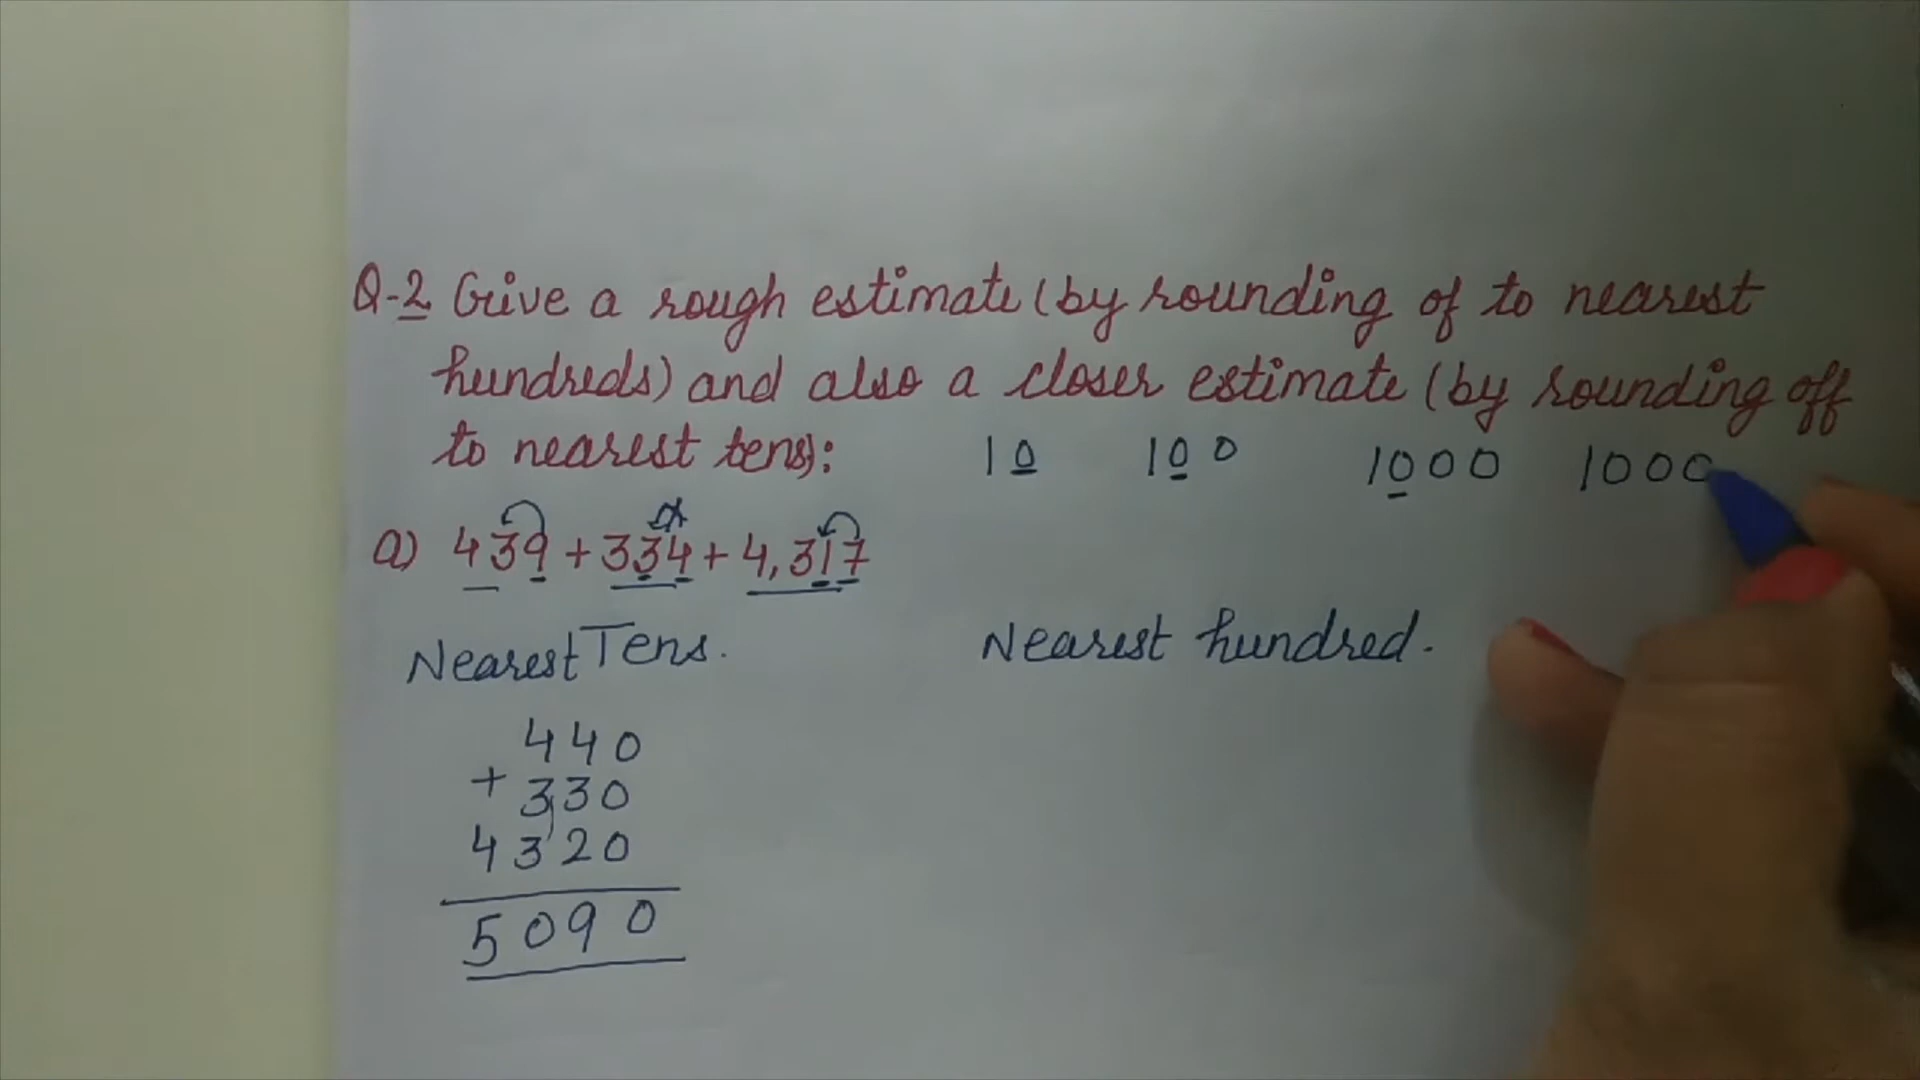 Q-2 Give a rough estimate (by rounding of to nearest
hundreds) and also a closer estimate (by rounding off
to nearest tens):
10 100 1000 1000
a) 439 + 334 + 4,317
Nearest Tens.
440
+ 330
4320
5090
Nearest hundred.